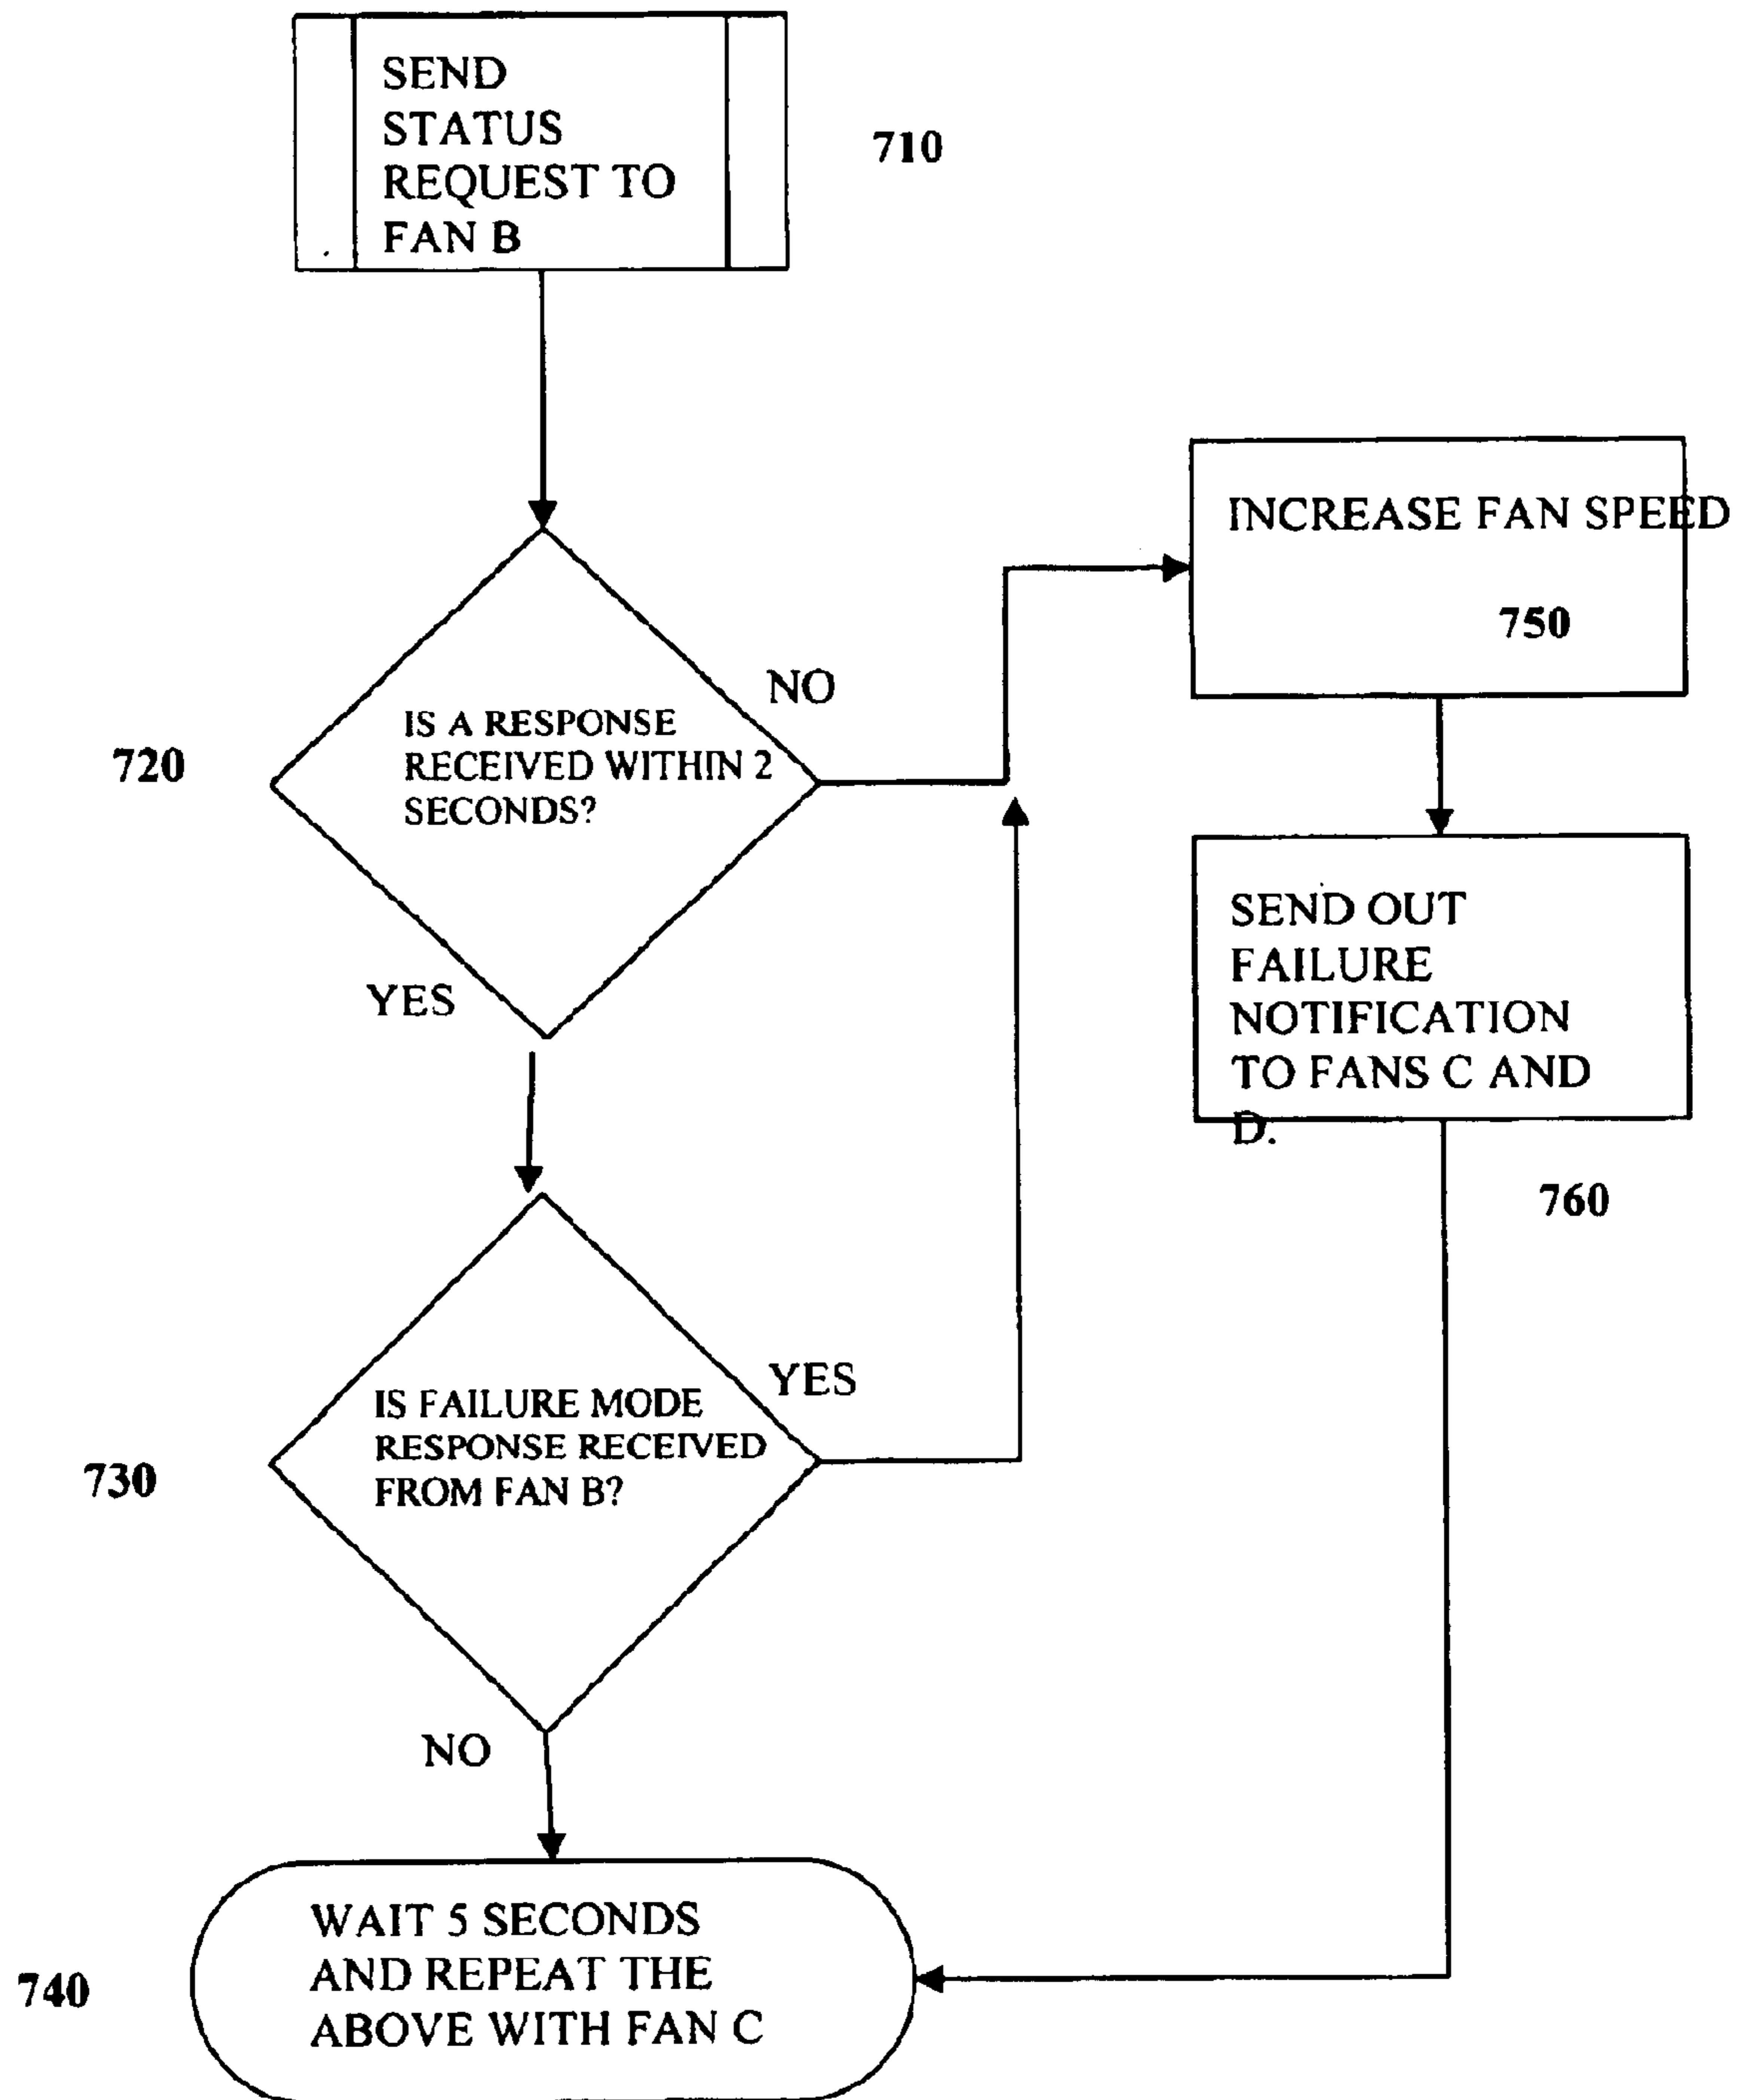 SEND
STATUS
REQUEST TO
FAN B
710
INCREASE FAN SPEED
750
NO
IS A RESPONSE
RECEIVED WITHIN 2
SECONDS?
720
YES
SEND OUT
FAILURE
NOTIFICATION
TO FANS C AND
D.
760
YES
IS FAILURE MODE
RESPONSE RECEIVED
FROM FAN B?
730
NO
WAIT 5 SECONDS
AND REPEAT THE
ABOVE WITH FAN C
740